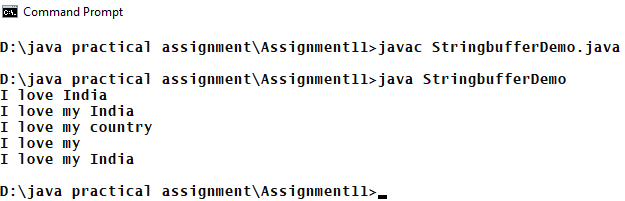 Command Prompt
D:\java practical assignment\Assignment11>javac StringbufferDemo.java
D:\java practical assignment\Assignment11>java StringbufferDemo
I love India
I love my India
I love my country
I love my
I love my India
D:\java practical assignment\Assignment11>